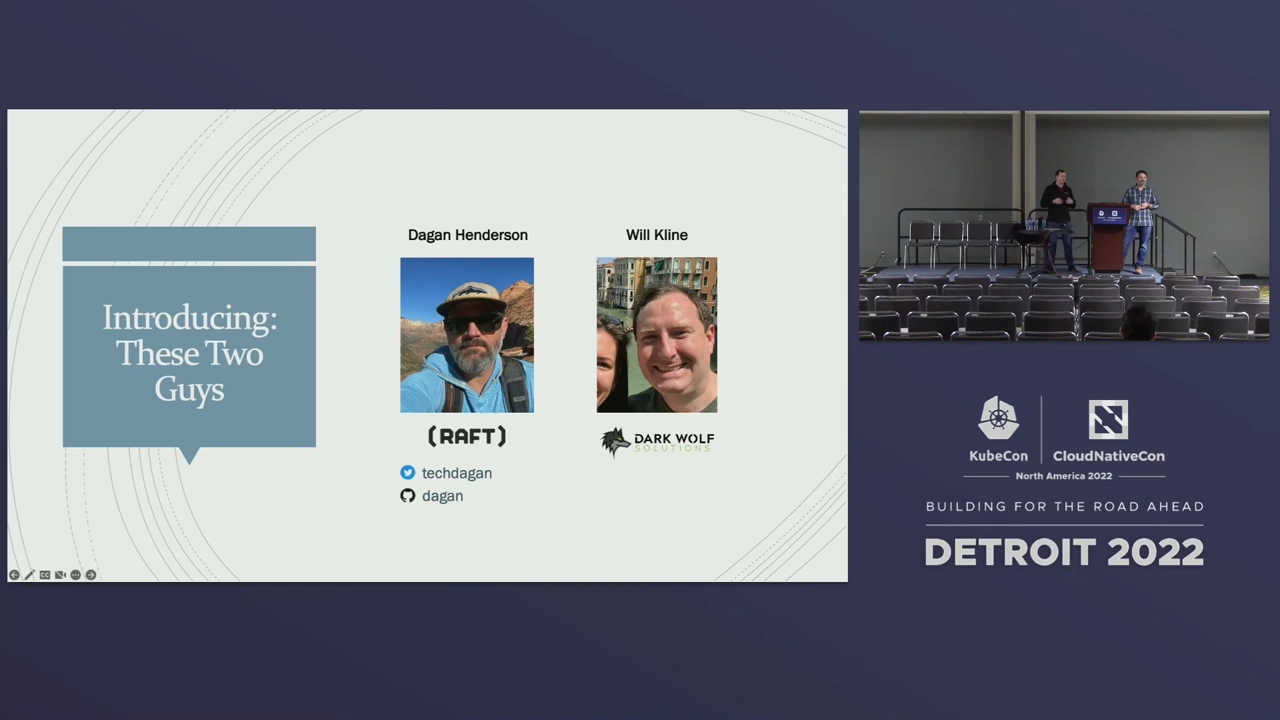 Introducing:
These Two
Guys
Dagan Henderson
(RAFT)
techdagan
dagan
Will Kline
DARK WOLF
SOLUTIONS
KubeCon
CloudNativeCon
North America 2022
BUILDING FOR THE ROAD AHEAD
DETROIT 2022